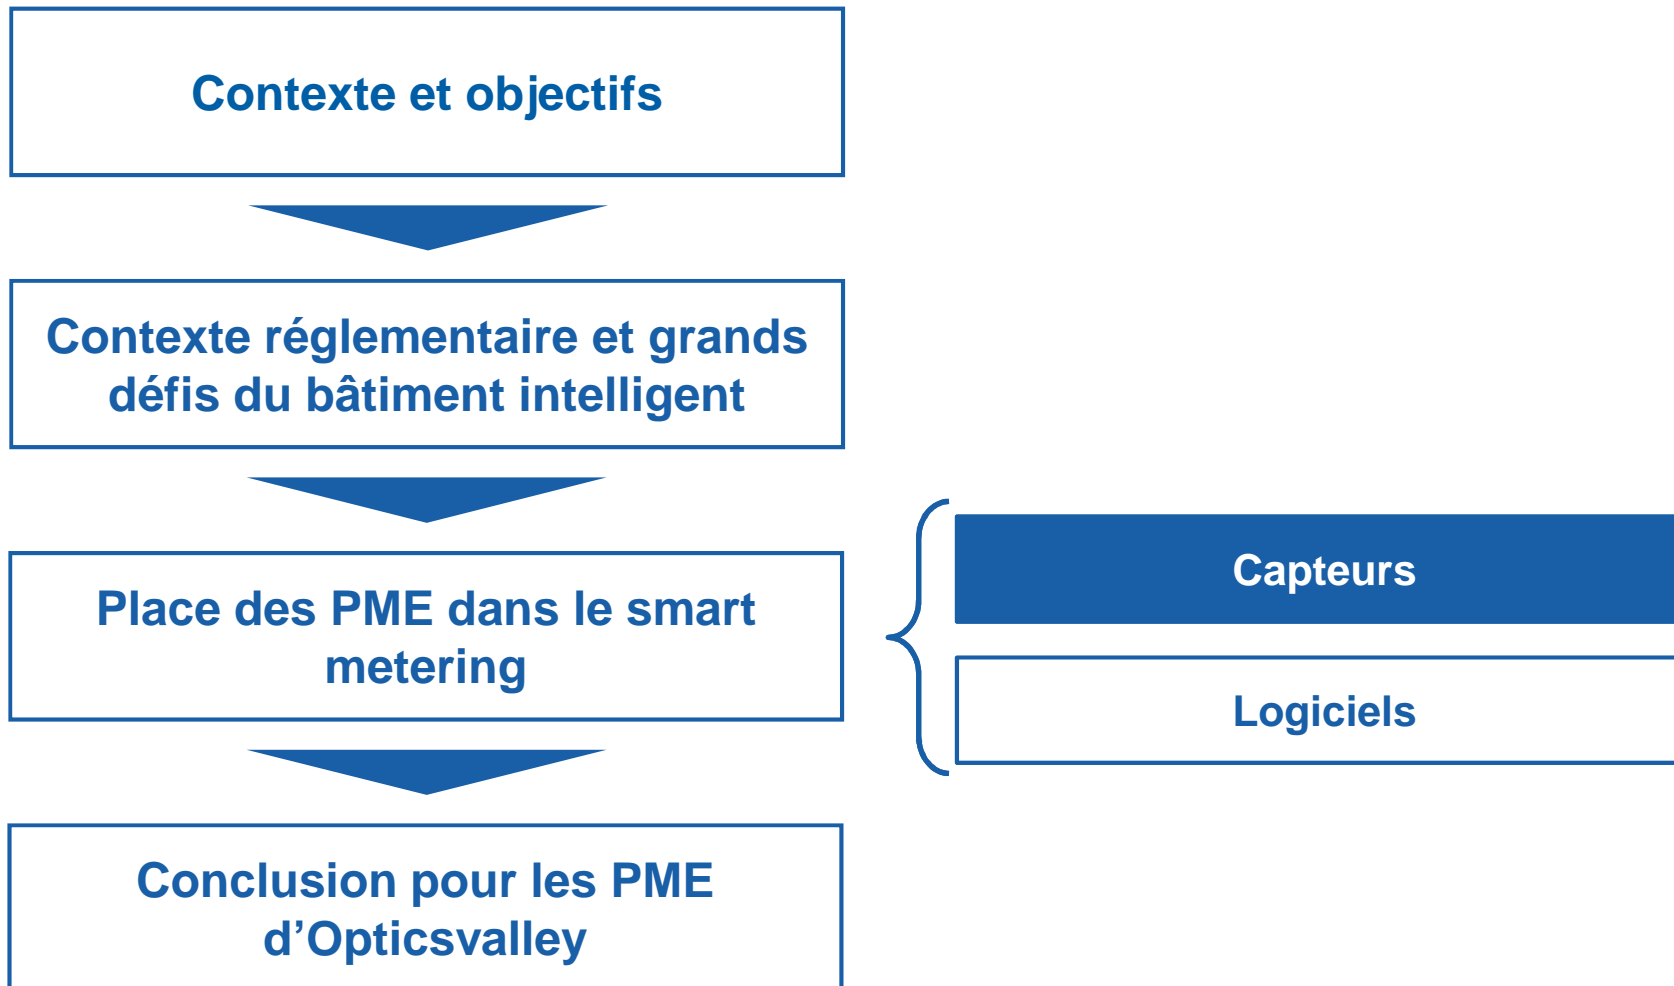 Contexte et objectifs
Contexte réglementaire et grands
défis du bâtiment intelligent
Place des PME dans le smart
metering
Capteurs
Logiciels
Conclusion pour les PME
d’Opticsvalley